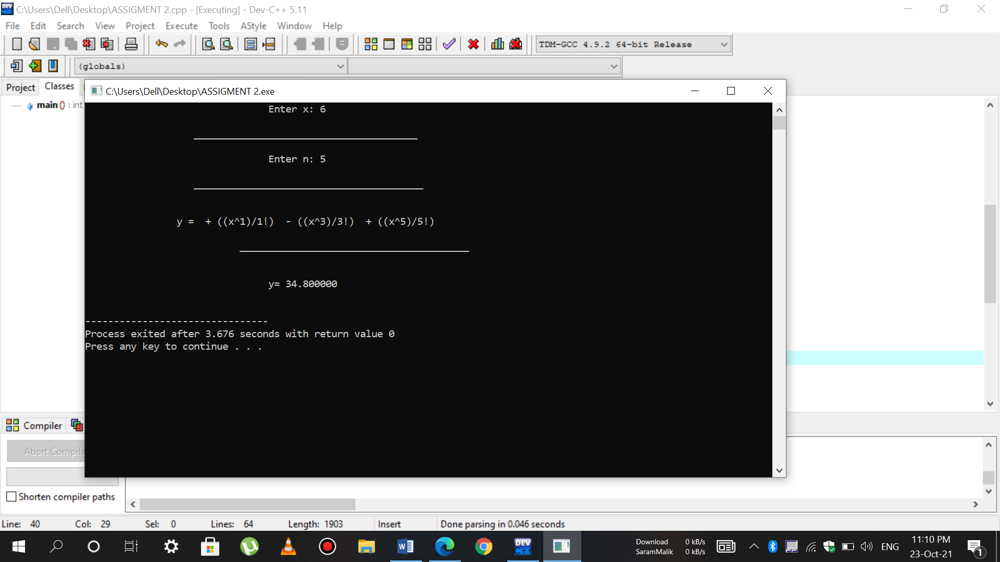 C:\Users\Dell\Desktop\ASSIGMENT 2.cpp - [Executing] - Dev-C++ 5.11
File Edit Search View Project Execute Tools AStyle Window Help
TDM-GCC 4.9.2 64-bit Release
(globals)
Project Classes
main () : int
C:\Users\Dell\Desktop\ASSIGMENT 2.exe
Enter x: 6
Enter n: 5
y =  + ((x^1)/1!)  - ((x^3)/3!)  + ((x^5)/5!)
y= 34.800000
--------------------------------
Process exited after 3.676 seconds with return value 0
Press any key to continue . . .
Compiler
Abort Compila
Shorten compiler paths
Line: 40 Col: 29 Sel: 0 Lines: 64 Length: 1903 Insert Done parsing in 0.046 seconds
DEV C++
Download 0 kB/s
SaramMalik 0 kB/s
ENG
11:10 PM
23-Oct-21
1